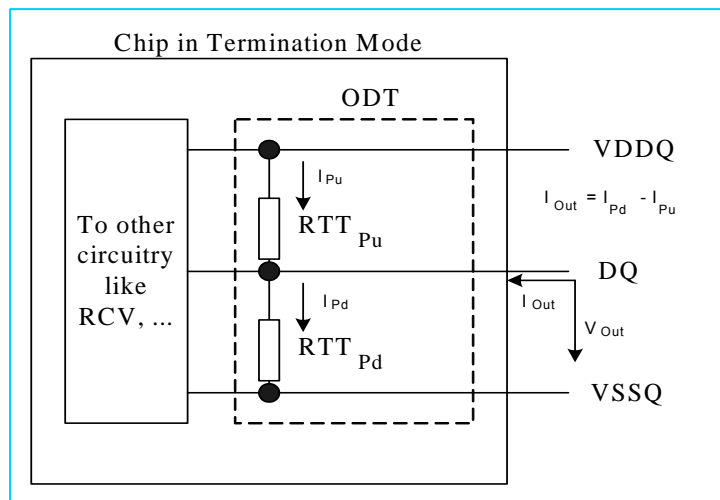 Chip in Termination Mode
ODT
VDDQ
I Pu
I Out = I Pd - I Pu
To other
circuitry
like
RCV, ...
RTT Pu
DQ
I Pd
I Out
V Out
RTT Pd
VSSQ